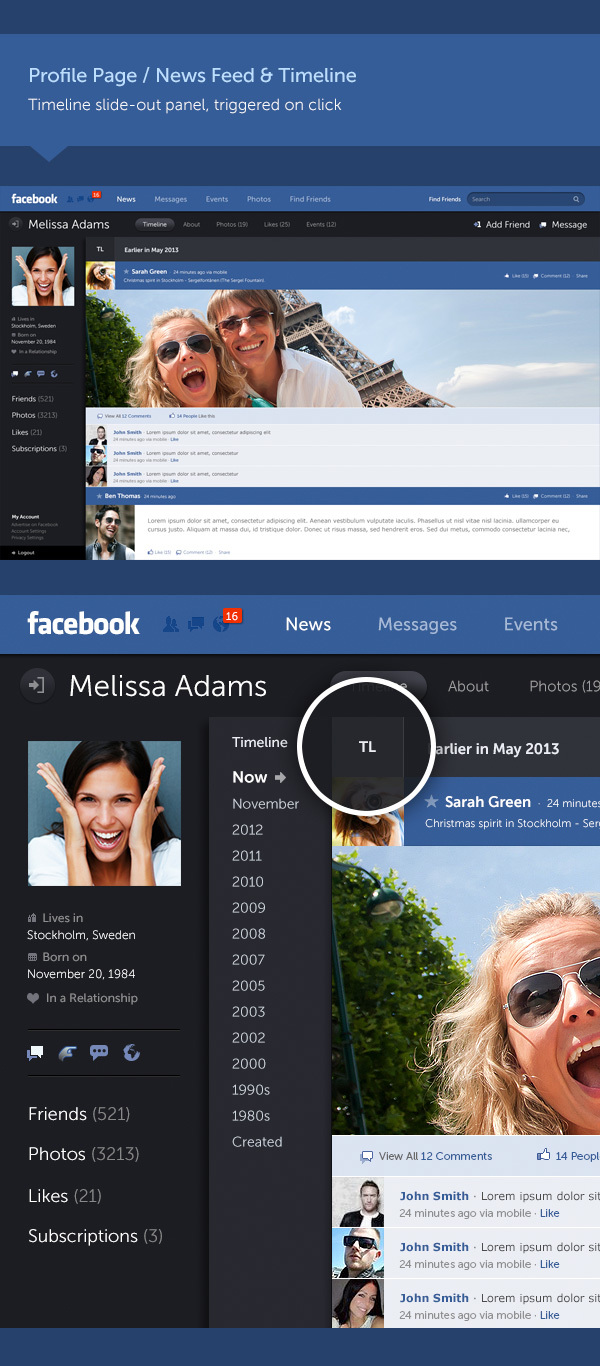 Profile Page / News Feed & Timeline
Timeline slide-out panel, triggered on click
facebook 16 News Messages Events Photos Find Friends Find Friends Search
Melissa Adams Timeline About Photos (19) Likes (25) Events (12) +1 Add Friend Message
TL Earlier in May 2013
Sarah Green · 24 minutes ago via mobile Like (15) Comment (12) · Share
Christmas spirit in Stockholm - Sergelfontänen (The Sergel Fountain)
Lives in
Stockholm, Sweden
Born on
November 20, 1984
In a Relationship
Friends (521)
Photos (3213)
Likes (21)
Subscriptions (3)
View All 12 Comments 14 People Like this
John Smith · Lorem ipsum dolor sit amet, consectetur adipiscing elit
24 minutes ago via mobile · Like
John Smith · Lorem ipsum dolor sit amet, consectetur
24 minutes ago via mobile · Like
John Smith · Lorem ipsum dolor sit amet, consectetur
24 minutes ago via mobile · Like
Ben Thomas 24 minutes ago Like (15) Comment (12) · Share
Lorem ipsum dolor sit amet, consectetur adipiscing elit. Aenean vestibulum vulputate iaculis. Phasellus ut nisl vitae nisl lacinia. ullamcorper eu
cursus justo. Aliquam at massa dui, id tristique dolor. Donec ut risus massa, sed hendrerit eros. Sed dui metus, commodo consectetur lacinia nec,
Like (15) Comment (12) · Share
My Account
Advertise on Facebook
Account Settings
Privacy Settings
Logout
facebook 16 News Messages Events
Melissa Adams Timeline About Photos (19
Timeline
TL Earlier in May 2013
Now
November
2012
2011
2010
2009
2008
2007
2005
2003
2002
2000
1990s
1980s
Created
Sarah Green · 24 minutes
Christmas spirit in Stockholm - Serg
Lives in
Stockholm, Sweden
Born on
November 20, 1984
In a Relationship
Friends (521)
Photos (3213)
Likes (21)
Subscriptions (3)
View All 12 Comments 14 Peopl
John Smith · Lorem ipsum dolor sit
24 minutes ago via mobile · Like
John Smith · Lorem ipsum dolor sit
24 minutes ago via mobile · Like
John Smith · Lorem ipsum dolor sit
24 minutes ago via mobile · Like